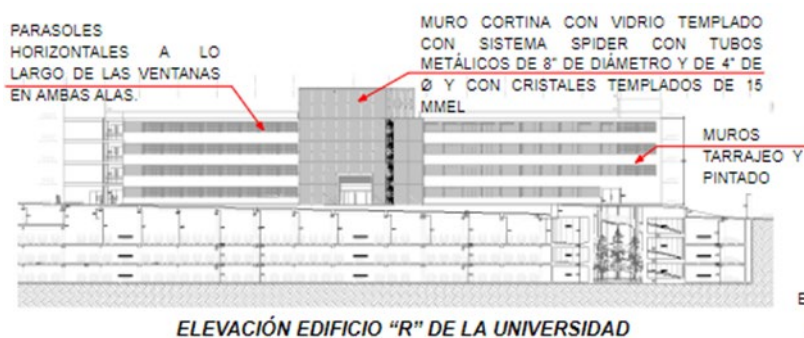 PARASOLES
HORIZONTALES A LO
LARGO DE LAS VENTANAS
EN AMBAS ALAS.
MURO CORTINA CON VIDRIO TEMPLADO
CON SISTEMA SPIDER CON TUBOS
METÁLICOS DE 8" DE DIÁMETRO Y DE 4" DE
Ø Y CON CRISTALES TEMPLADOS DE 15
MMEL
MUROS
TARRAJEO Y
PINTADO
E
ELEVACIÓN EDIFICIO “R” DE LA UNIVERSIDAD